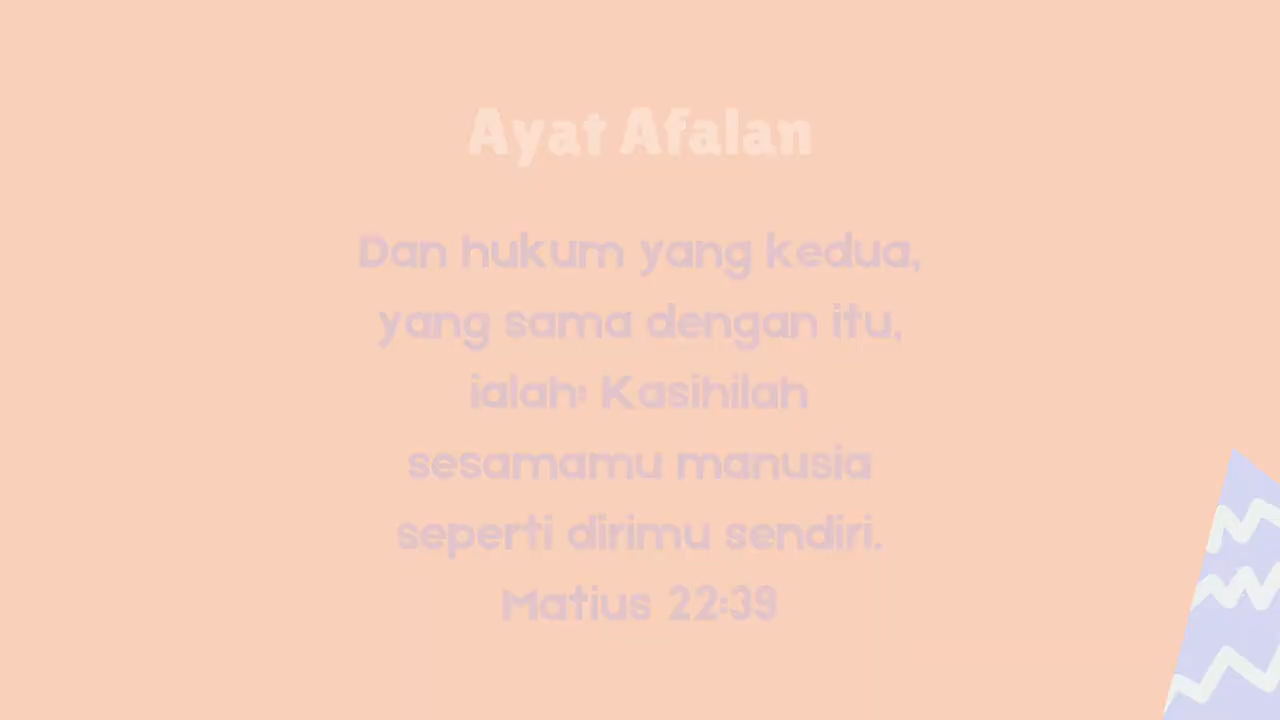 Ayat Afalan
Dan hukum yang kedua,
yang sama dengan itu,
ialah: Kasihilah
sesamamu manusia
seperti dirimu sendiri.
Matius 22:39